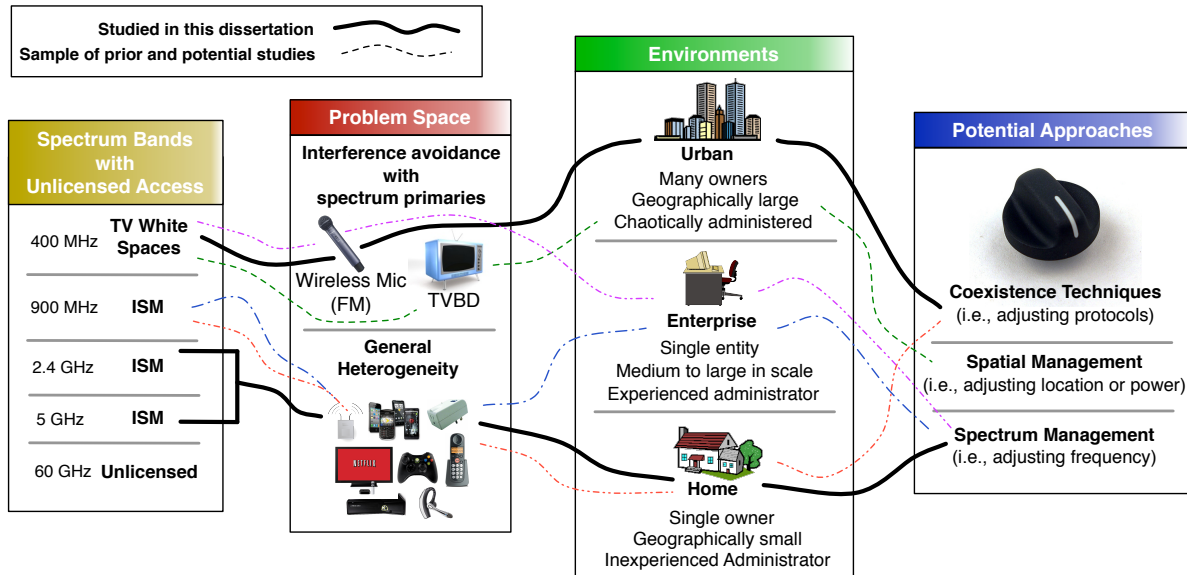 Studied in this dissertation
Sample of prior and potential studies
Spectrum Bands
with
Unlicensed Access
400 MHz
TV White
Spaces
900 MHz
ISM
2.4 GHz
ISM
5 GHz
ISM
60 GHz
Unlicensed
Problem Space
Interference avoidance
with
spectrum primaries
Wireless Mic
(FM)
TVBD
General
Heterogeneity
NETFLIX
Environments
Urban
Many owners
Geographically large
Chaotically administered
Enterprise
Single entity
Medium to large in scale
Experienced administrator
Home
Single owner
Geographically small
Inexperienced Administrator
Potential Approaches
Coexistence Techniques
(i.e., adjusting protocols)
Spatial Management
(i.e., adjusting location or power)
Spectrum Management
(i.e., adjusting frequency)